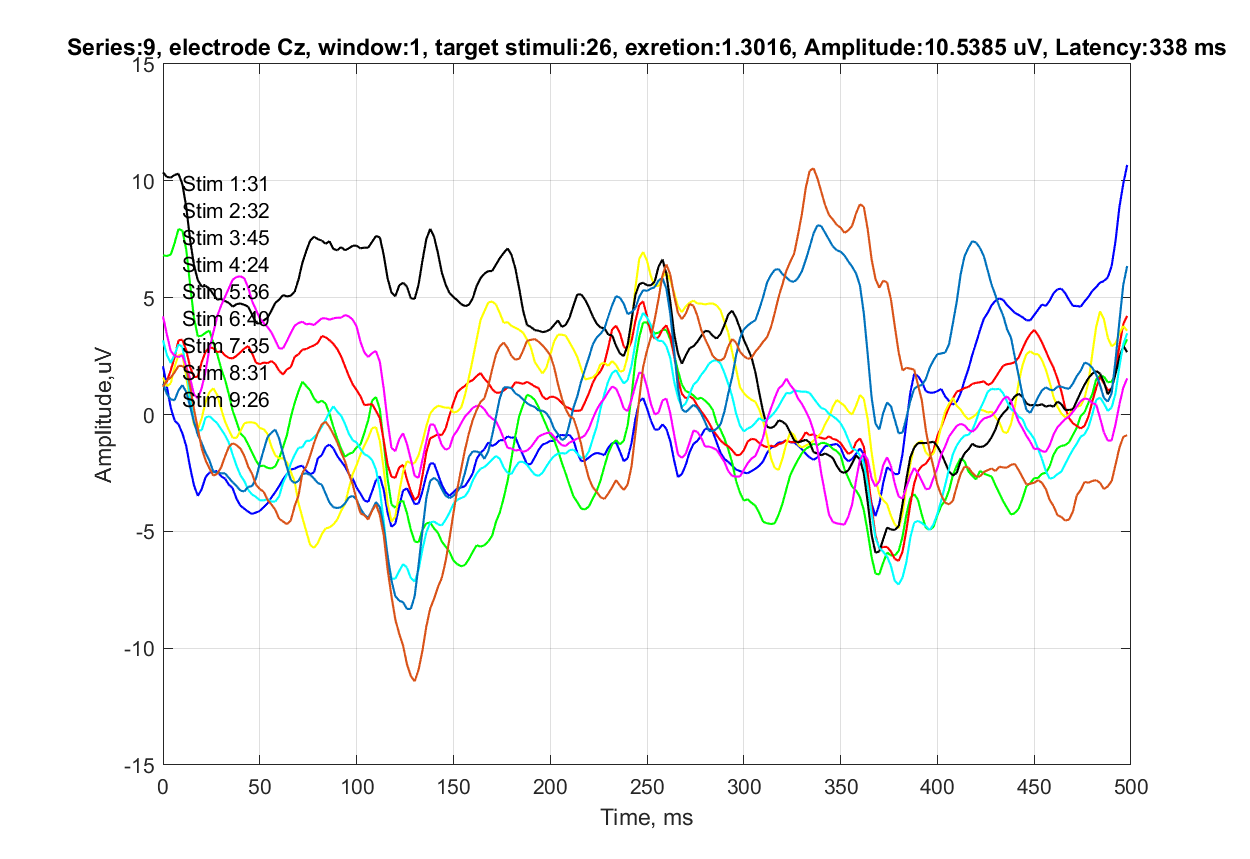 Series:9, electrode Cz, window:1, target stimuli:26, exretion:1.3016, Amplitude:10.5385 uV, Latency:338 ms
15
10
5
0
-5
-10
-15
Amplitude,uV
Stim 1:31
Stim 2:32
Stim 3:45
Stim 4:24
Stim 5:36
Stim 6:40
Stim 7:35
Stim 8:31
Stim 9:26
0 50 100 150 200 250 300 350 400 450 500
Time, ms